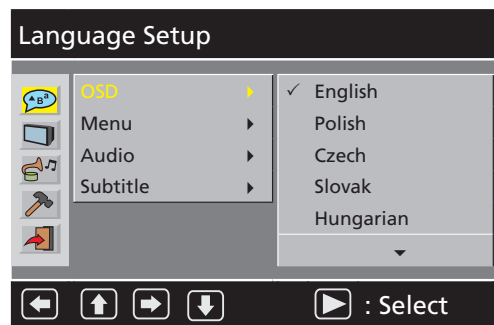 Language Setup
OSD
Menu
Audio
Subtitle
✓ English
Polish
Czech
Slovak
Hungarian
: Select